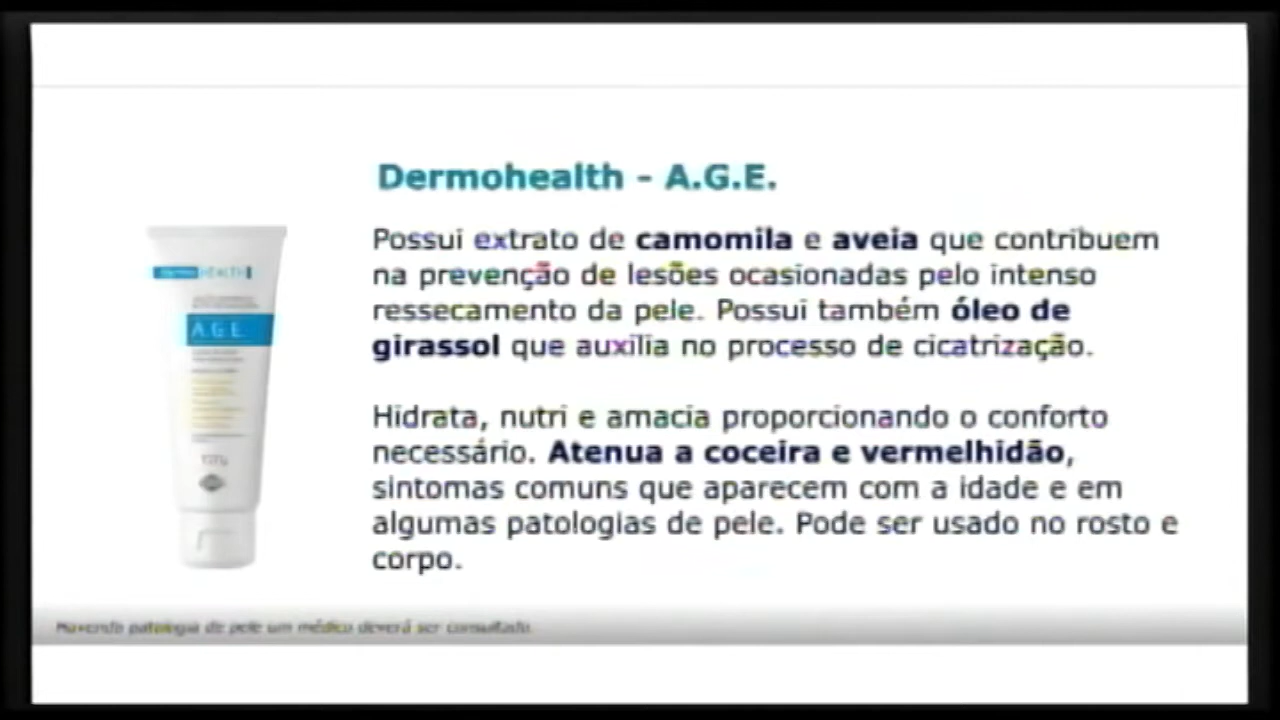 Dermohealth - A.G.E.
Possui extrato de camomila e aveia que contribuem
na prevenção de lesões ocasionadas pelo intenso
ressecamento da pele. Possui também óleo de
girassol que auxilia no processo de cicatrização.
Hidrata, nutri e amacia proporcionando o conforto
necessário. Atenua a coceira e vermelhidão,
sintomas comuns que aparecem com a idade e em
algumas patologias de pele. Pode ser usado no rosto e
corpo.
HEALTH
A.G.E.
Havendo patologia de pele um médico deverá ser consultado.